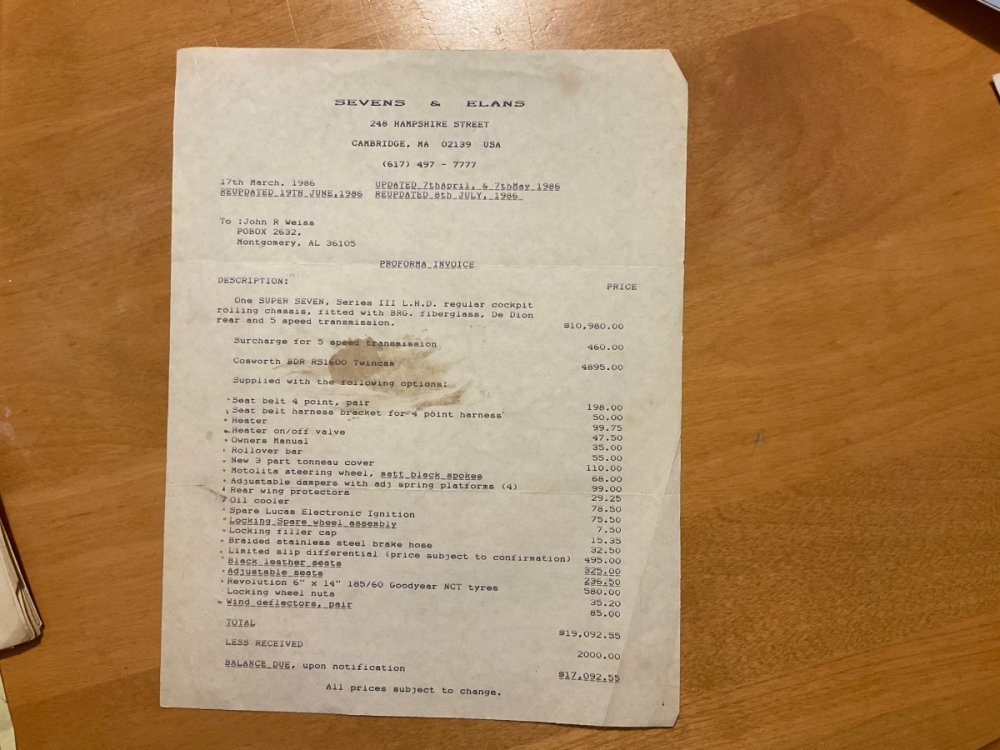 SEVENS & ELANS
248 HAMPSHIRE STREET
CAMBRIDGE, MA 02139 USA
(617) 497 - 7777
17th March, 1986 UPDATED 7thApril, & 7thMay 1986
REUPDATED 19TH JUNE,1986 REUPDATED 8th JULY, 1986
To :John R Weiss
POBOX 2632,
Montgomery, AL 36105
PROFORMA INVOICE
DESCRIPTION:
PRICE
One SUPER SEVEN, Series III L.H.D. regular cockpit
rolling chassis, fitted with BRG. fiberglass, De Dion
rear and 5 speed transmission. $10,980.00
Surcharge for 5 speed transmission 460.00
Cosworth BDR RS1600 Twincam 4895.00
Supplied with the following options:
Seat belt 4 point, pair 198.00
Seat belt harness bracket for 4 point harness 50.00
Heater 99.75
Heater on/off valve 47.50
Owners Manual 35.00
Rollover bar 55.00
New 3 part tonneau cover 110.00
Motolita steering wheel, matt black spokes 68.00
Adjustable dampers with adj spring platforms (4) 99.00
Rear wing protectors 29.25
Oil cooler 78.50
Spare Lucas Electronic Ignition 75.50
Locking Spare wheel assembly 7.50
Locking filler cap 15.35
Braided stainless steel brake hose 32.50
Limited slip differential (price subject to confirmation) 495.00
Black leather seats 325.00
Adjustable seats 236.50
Revolution 6" x 14" 185/60 Goodyear NCT tyres 580.00
Locking wheel nuts 35.20
Wind deflectors, pair 85.00
TOTAL $19,092.55
LESS RECEIVED 2000.00
BALANCE DUE, upon notification $17,092.55
All prices subject to change.